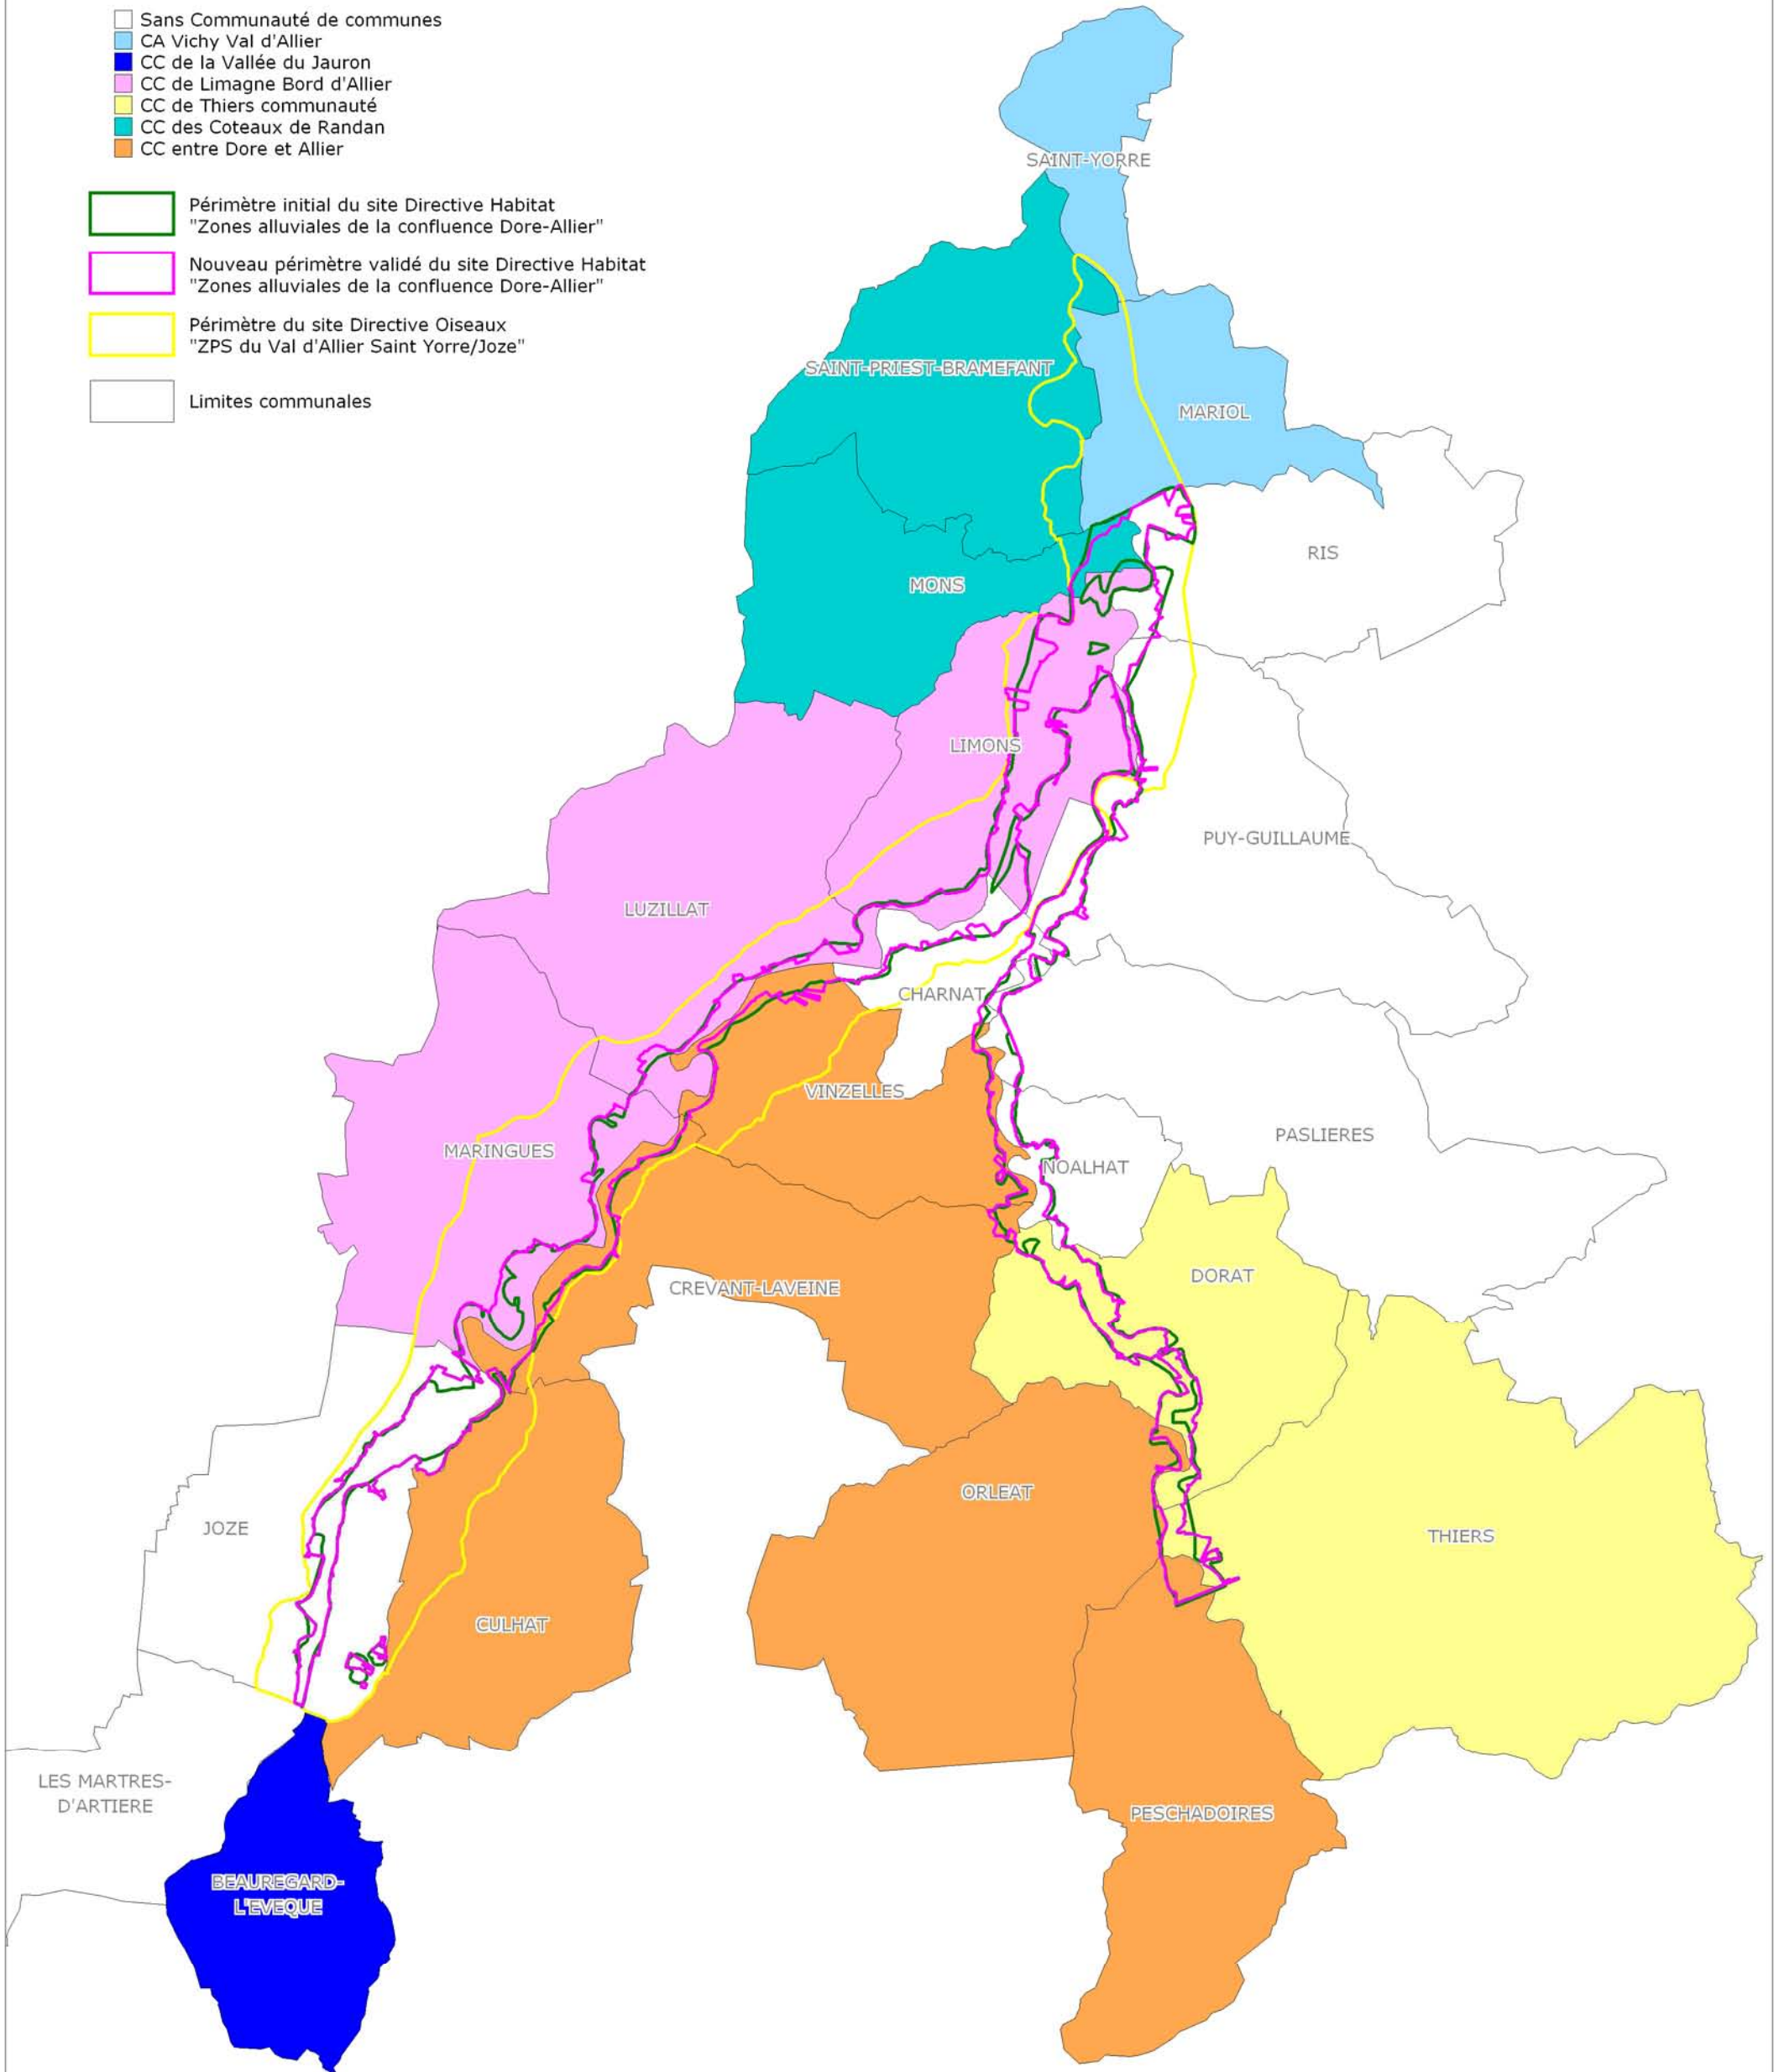 Sans Communauté de communes
CA Vichy Val d'Allier
CC de la Vallée du Jauron
CC de Limagne Bord d'Allier
CC de Thiers communauté
CC des Coteaux de Randan
CC entre Dore et Allier
Périmètre initial du site Directive Habitat
"Zones alluviales de la confluence Dore-Allier"
Nouveau périmètre validé du site Directive Habitat
"Zones alluviales de la confluence Dore-Allier"
Périmètre du site Directive Oiseaux
"ZPS du Val d'Allier Saint Yorre/Joze"
Limites communales
SAINT-YORRE
SAINT-PRIEST-BRAMEFANT
MARIOL
RIS
MONS
LIMONS
PUY-GUILLAUME
LUZILLAT
CHARNAT
VINZELLES
PASLIERES
MARINGUES
NOALHAT
DORAT
CREVANT-LAVEINE
ORLEAT
JOZE
THIERS
CULHAT
LES MARTRES-
D'ARTIERE
PESCHADOIRES
BEAUREGARD-
L'EVEQUE